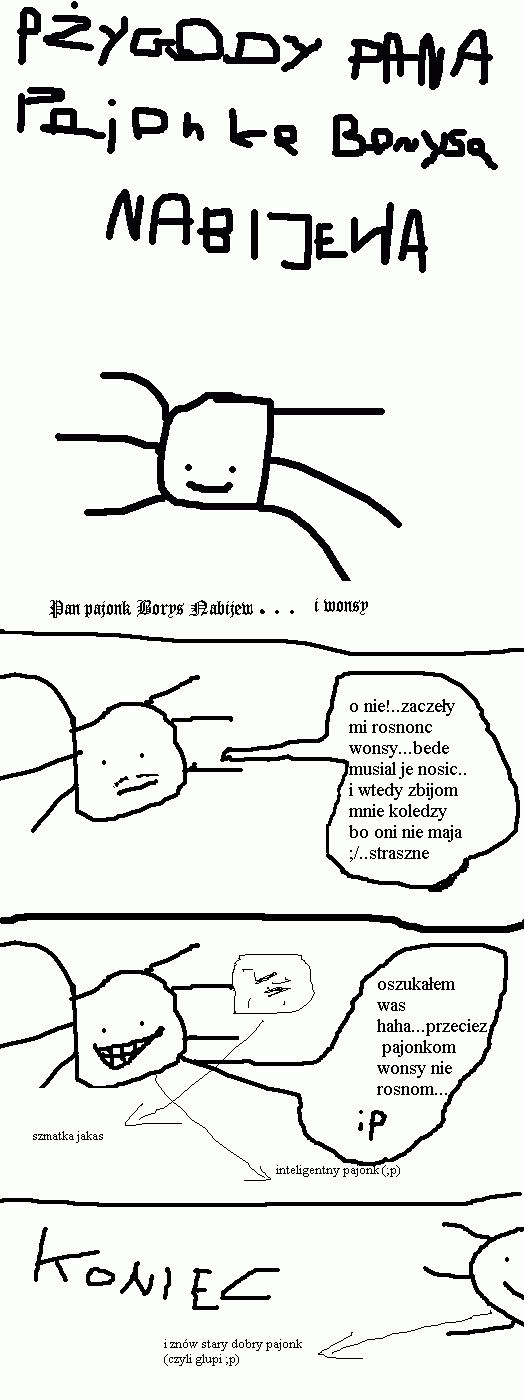 PŻYGODY PANA
PajOnka BOrysa
NABIJEWA
Pan pajonk Borys Nabijew . . . i wonsy
o nie!..zaczeły
mi rosnonc
wonsy...bede
musial je nosic..
i wtedy zbijom
mnie koledzy
bo oni nie maja
;/..straszne
oszukałem
was
haha...przeciez
pajonkom
wonsy nie
rosnom...
;P
szmatka jakas
inteligentny pajonk (;p)
KONIEC
i znów stary dobry pajonk
(czyli glupi ;p)